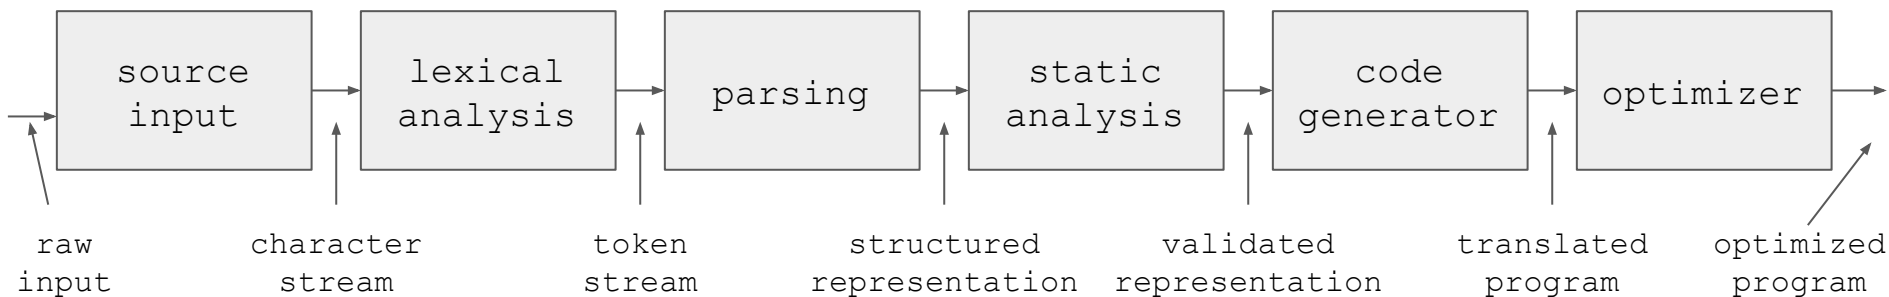 source
input
lexical
analysis
parsing
static
analysis
code
generator
optimizer
raw
input
character
stream
token
stream
structured
representation
validated
representation
translated
program
optimized
program